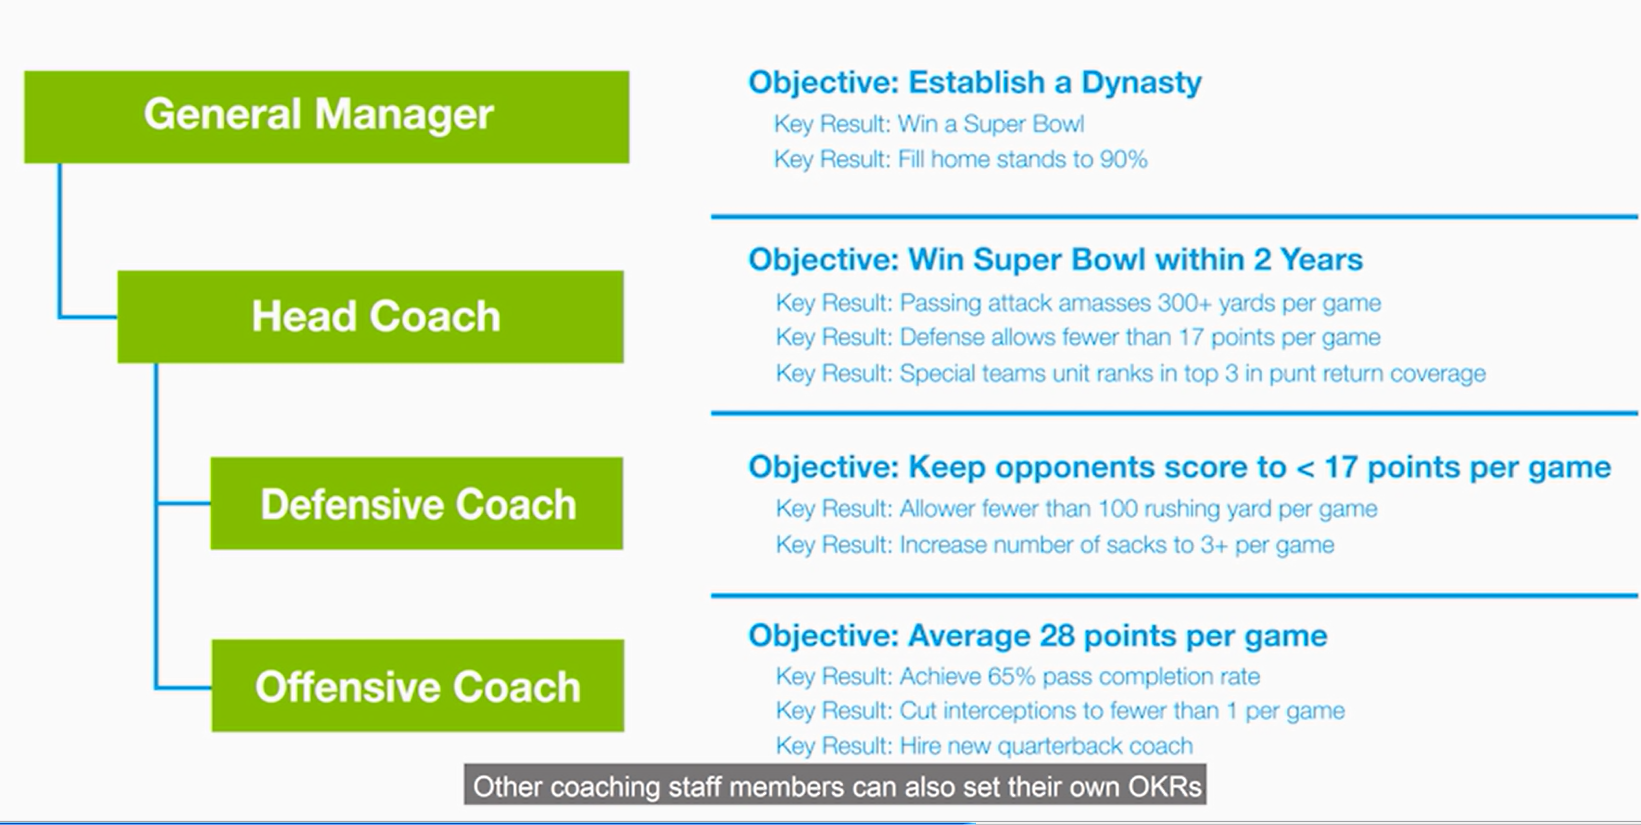 General Manager
Objective: Establish a Dynasty
Key Result: Win a Super Bowl
Key Result: Fill home stands to 90%
Head Coach
Objective: Win Super Bowl within 2 Years
Key Result: Passing attack amasses 300+ yards per game
Key Result: Defense allows fewer than 17 points per game
Key Result: Special teams unit ranks in top 3 in punt return coverage
Defensive Coach
Objective: Keep opponents score to < 17 points per game
Key Result: Allower fewer than 100 rushing yard per game
Key Result: Increase number of sacks to 3+ per game
Offensive Coach
Objective: Average 28 points per game
Key Result: Achieve 65% pass completion rate
Key Result: Cut interceptions to fewer than 1 per game
Key Result: Hire new quarterback coach
Other coaching staff members can also set their own OKRs